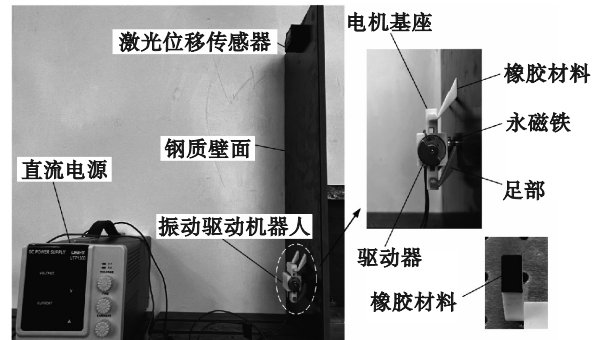 激光位移传感器
钢质壁面
直流电源
振动驱动机器人
电机基座
橡胶材料
永磁铁
足部
驱动器
橡胶材料
DC POWER SUPPLY
VOLTAGE
CURRENT